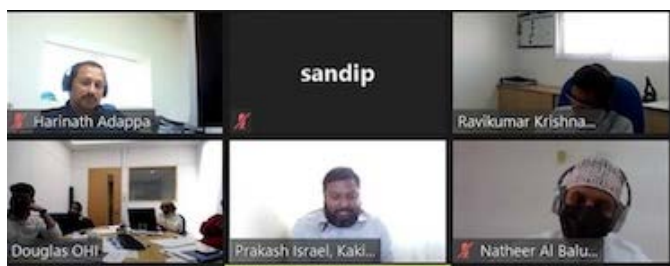 Harinath Adappa
sandip
Ravikumar Krishna...
Douglas OHI
Prakash Israel, Kaki...
Natheer Al Balu...